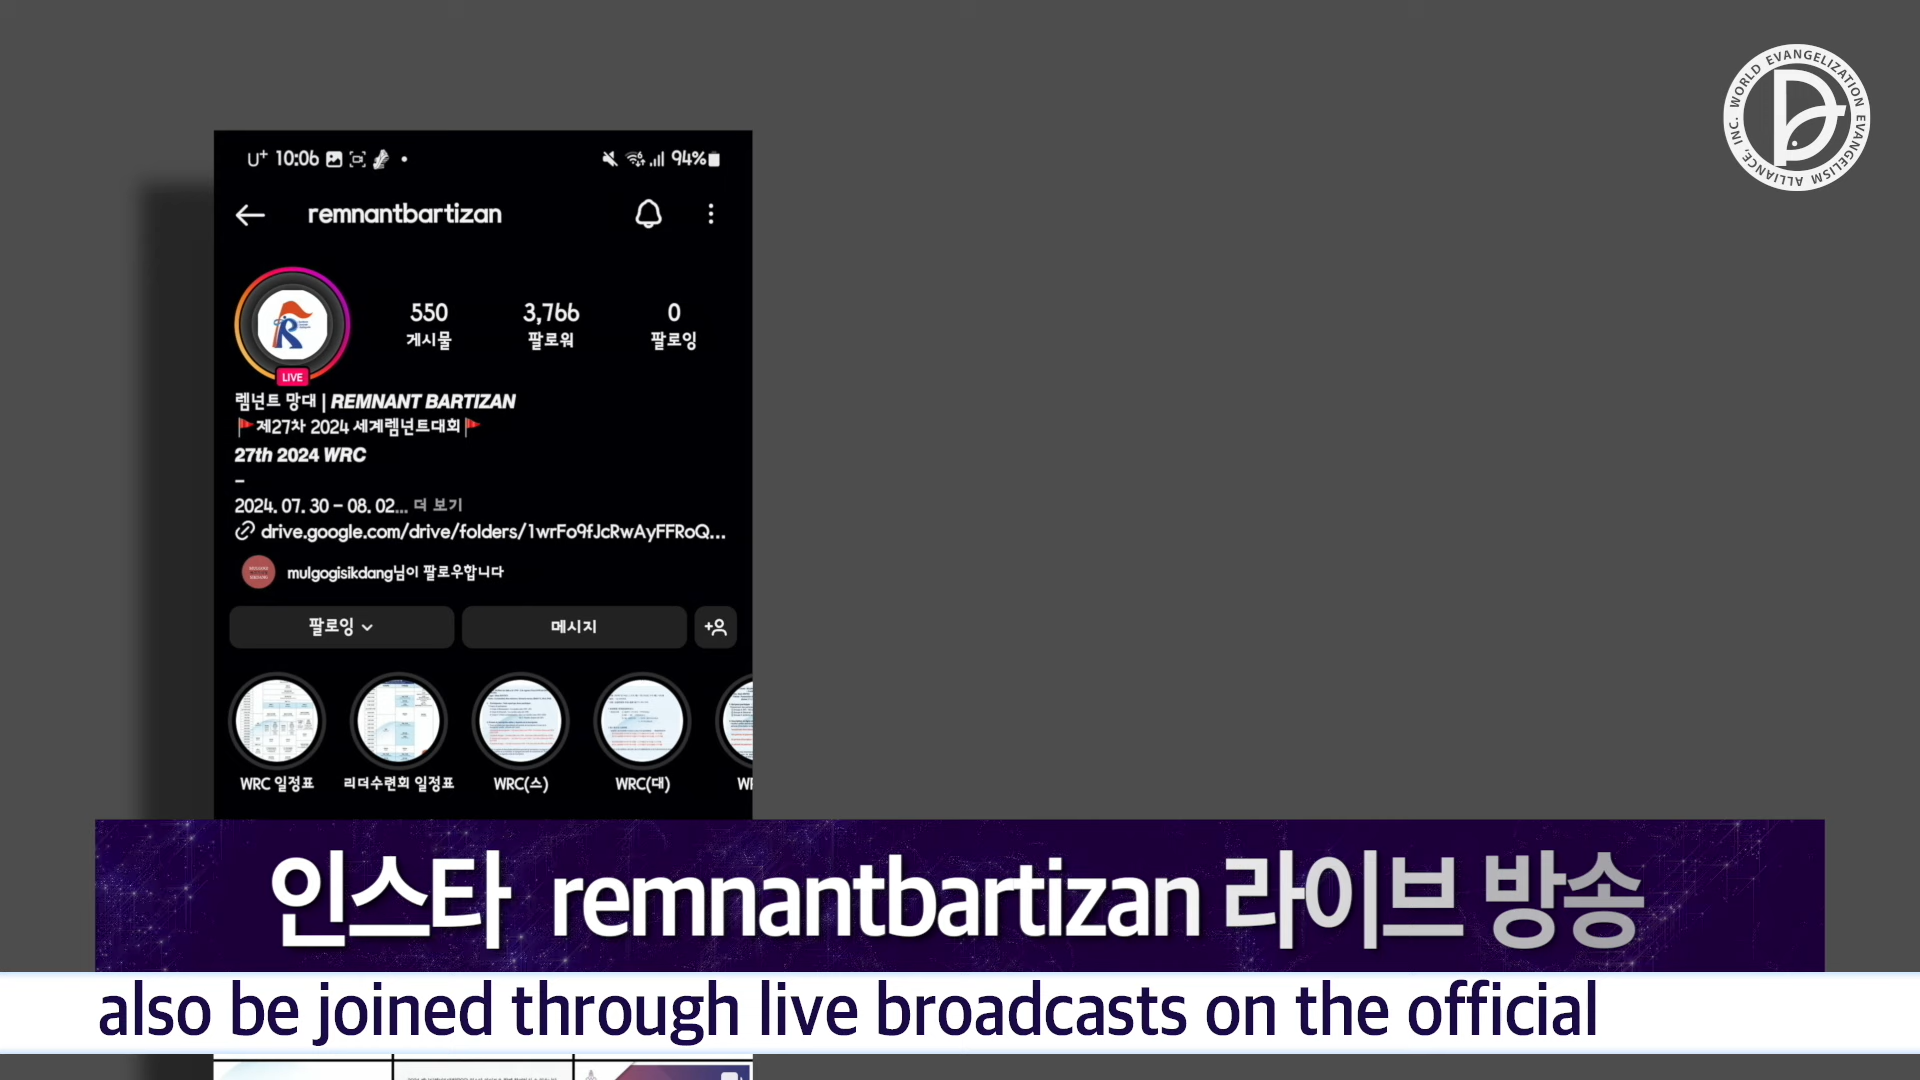 WORLD EVANGELIZATION EVANGELISM ALLIANCE, INC.
U+ 10:06 94%
remnantbartizan
550 3,766 0
게시물 팔로워 팔로잉
LIVE
렘넌트 망대 | REMNANT BARTIZAN
🚩제27차 2024 세계렘넌트대회🚩
27th 2024 WRC
–
2024. 07. 30 – 08. 02... 더 보기
drive.google.com/drive/folders/1wrFo9fJcRwAyFFRoQ...
mulgogisikdang님이 팔로우합니다
팔로잉 메시지
WRC 일정표 리더수련회 일정표 WRC(스) WRC(대)
인스타 remnantbartizan 라이브 방송
also be joined through live broadcasts on the official